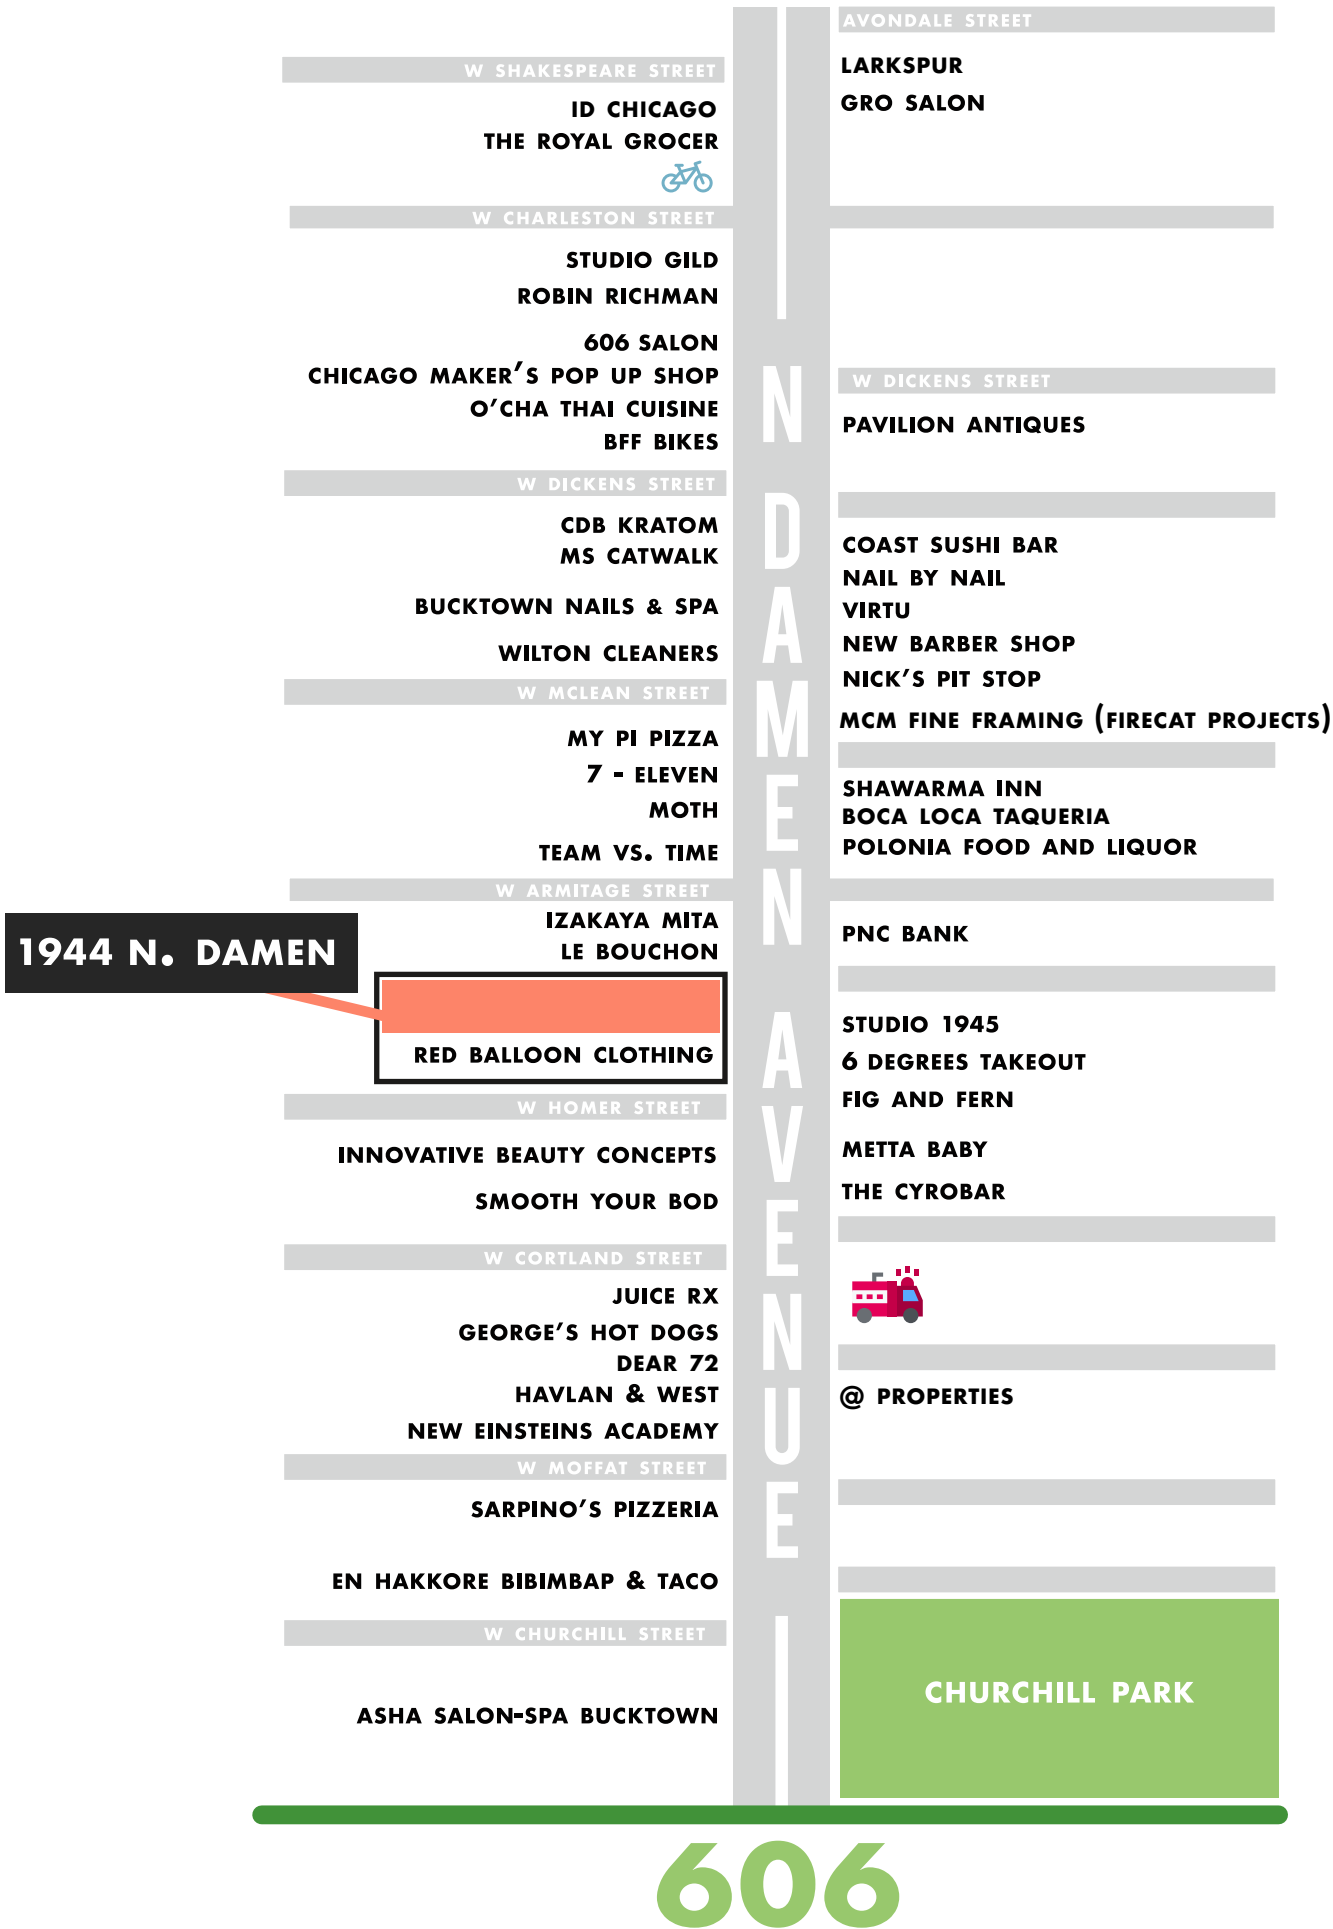 AVONDALE STREET
LARKSPUR
GRO SALON
W SHAKESPEARE STREET
ID CHICAGO
THE ROYAL GROCER
W CHARLESTON STREET
STUDIO GILD
ROBIN RICHMAN
606 SALON
CHICAGO MAKER'S POP UP SHOP
O'CHA THAI CUISINE
BFF BIKES
W DICKENS STREET
PAVILION ANTIQUES
W DICKENS STREET
CDB KRATOM
MS CATWALK
BUCKTOWN NAILS & SPA
WILTON CLEANERS
COAST SUSHI BAR
NAIL BY NAIL
VIRTU
NEW BARBER SHOP
NICK'S PIT STOP
MCM FINE FRAMING (FIRECAT PROJECTS)
W MCLEAN STREET
MY PI PIZZA
7 - ELEVEN
MOTH
TEAM VS. TIME
SHAWARMA INN
BOCA LOCA TAQUERIA
POLONIA FOOD AND LIQUOR
W ARMITAGE STREET
IZAKAYA MITA
LE BOUCHON
PNC BANK
1944 N. DAMEN
RED BALLOON CLOTHING
STUDIO 1945
6 DEGREES TAKEOUT
FIG AND FERN
METTA BABY
THE CYROBAR
W HOMER STREET
INNOVATIVE BEAUTY CONCEPTS
SMOOTH YOUR BOD
W CORTLAND STREET
JUICE RX
GEORGE'S HOT DOGS
DEAR 72
HAVLAN & WEST
NEW EINSTEINS ACADEMY
@ PROPERTIES
W MOFFAT STREET
SARPINO'S PIZZERIA
EN HAKKORE BIBIMBAP & TACO
W CHURCHILL STREET
ASHA SALON-SPA BUCKTOWN
CHURCHILL PARK
N DAMEN AVENUE
606